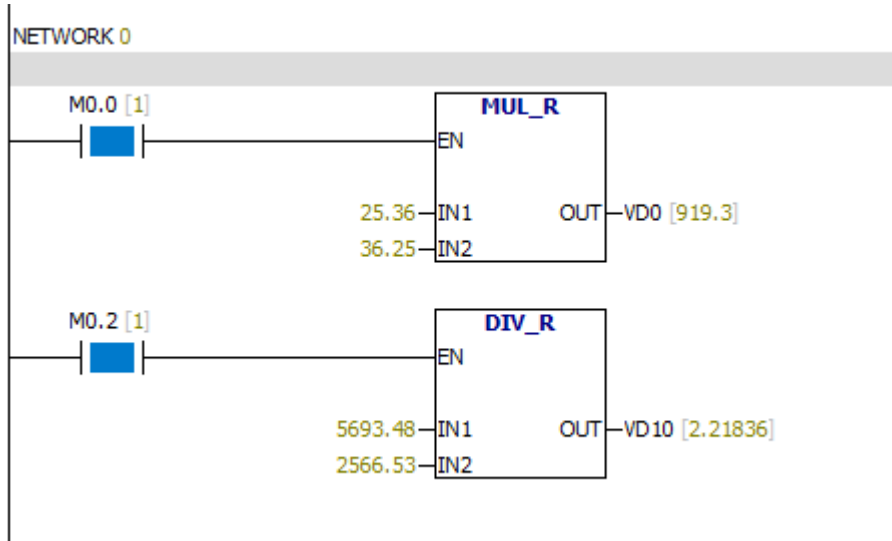 NETWORK 0
M0.0 [1]
MUL_R
EN
25.36 IN1 OUT VD0 [919.3]
36.25 IN2
M0.2 [1]
DIV_R
EN
5693.48 IN1 OUT VD10 [2.21836]
2566.53 IN2